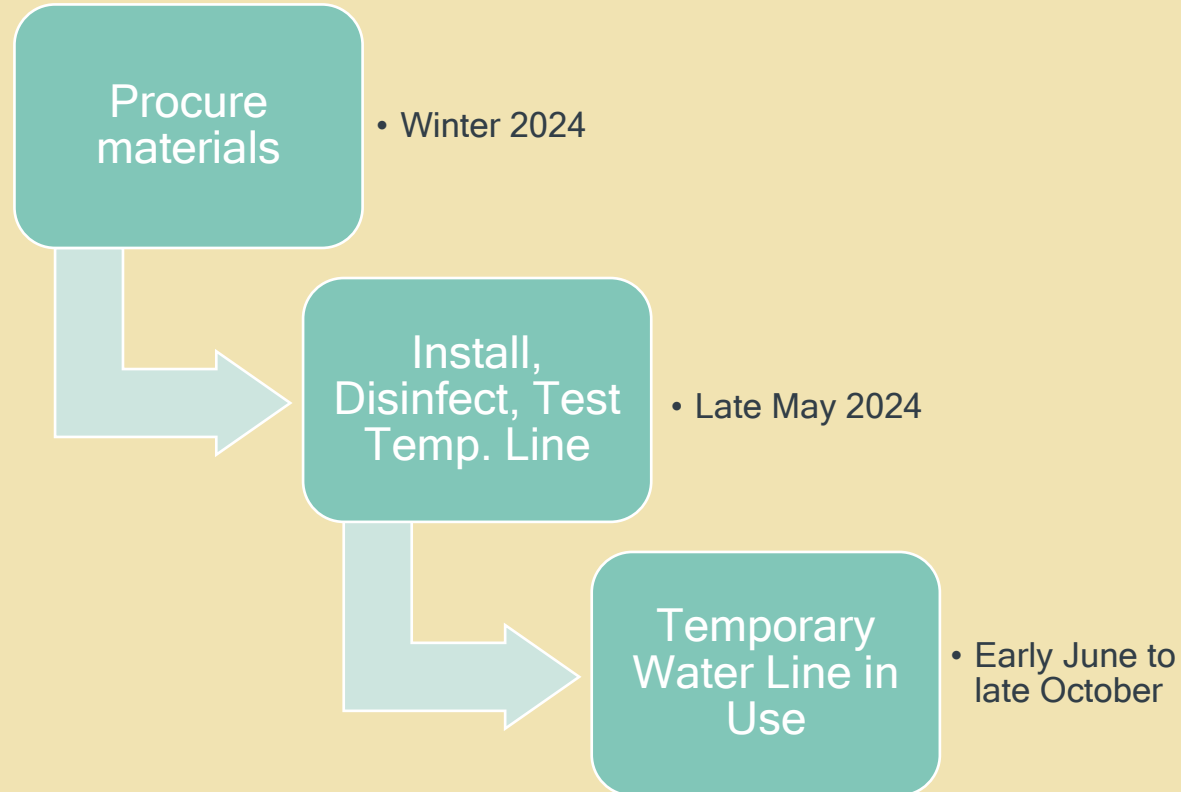 Procure
materials
• Winter 2024
Install,
Disinfect, Test
Temp. Line
• Late May 2024
Temporary
Water Line in
Use
• Early June to
late October